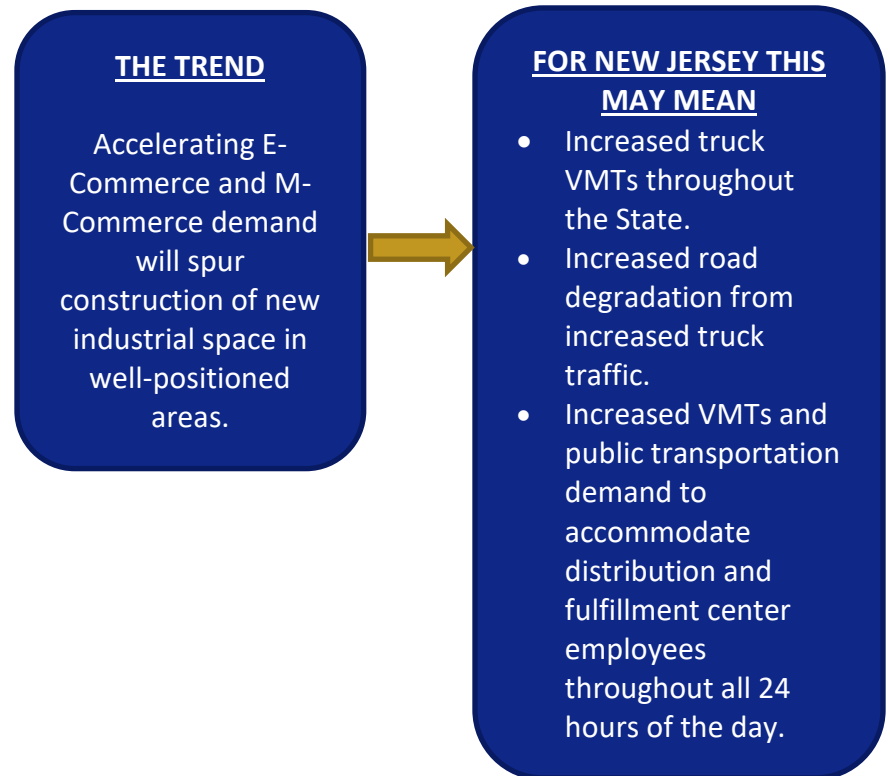 THE TREND
Accelerating E-
Commerce and M-
Commerce demand
will spur
construction of new
industrial space in
well-positioned
areas.
FOR NEW JERSEY THIS
MAY MEAN
• Increased truck
VMTs throughout
the State.
• Increased road
degradation from
increased truck
traffic.
• Increased VMTs and
public transportation
demand to
accommodate
distribution and
fulfillment center
employees
throughout all 24
hours of the day.